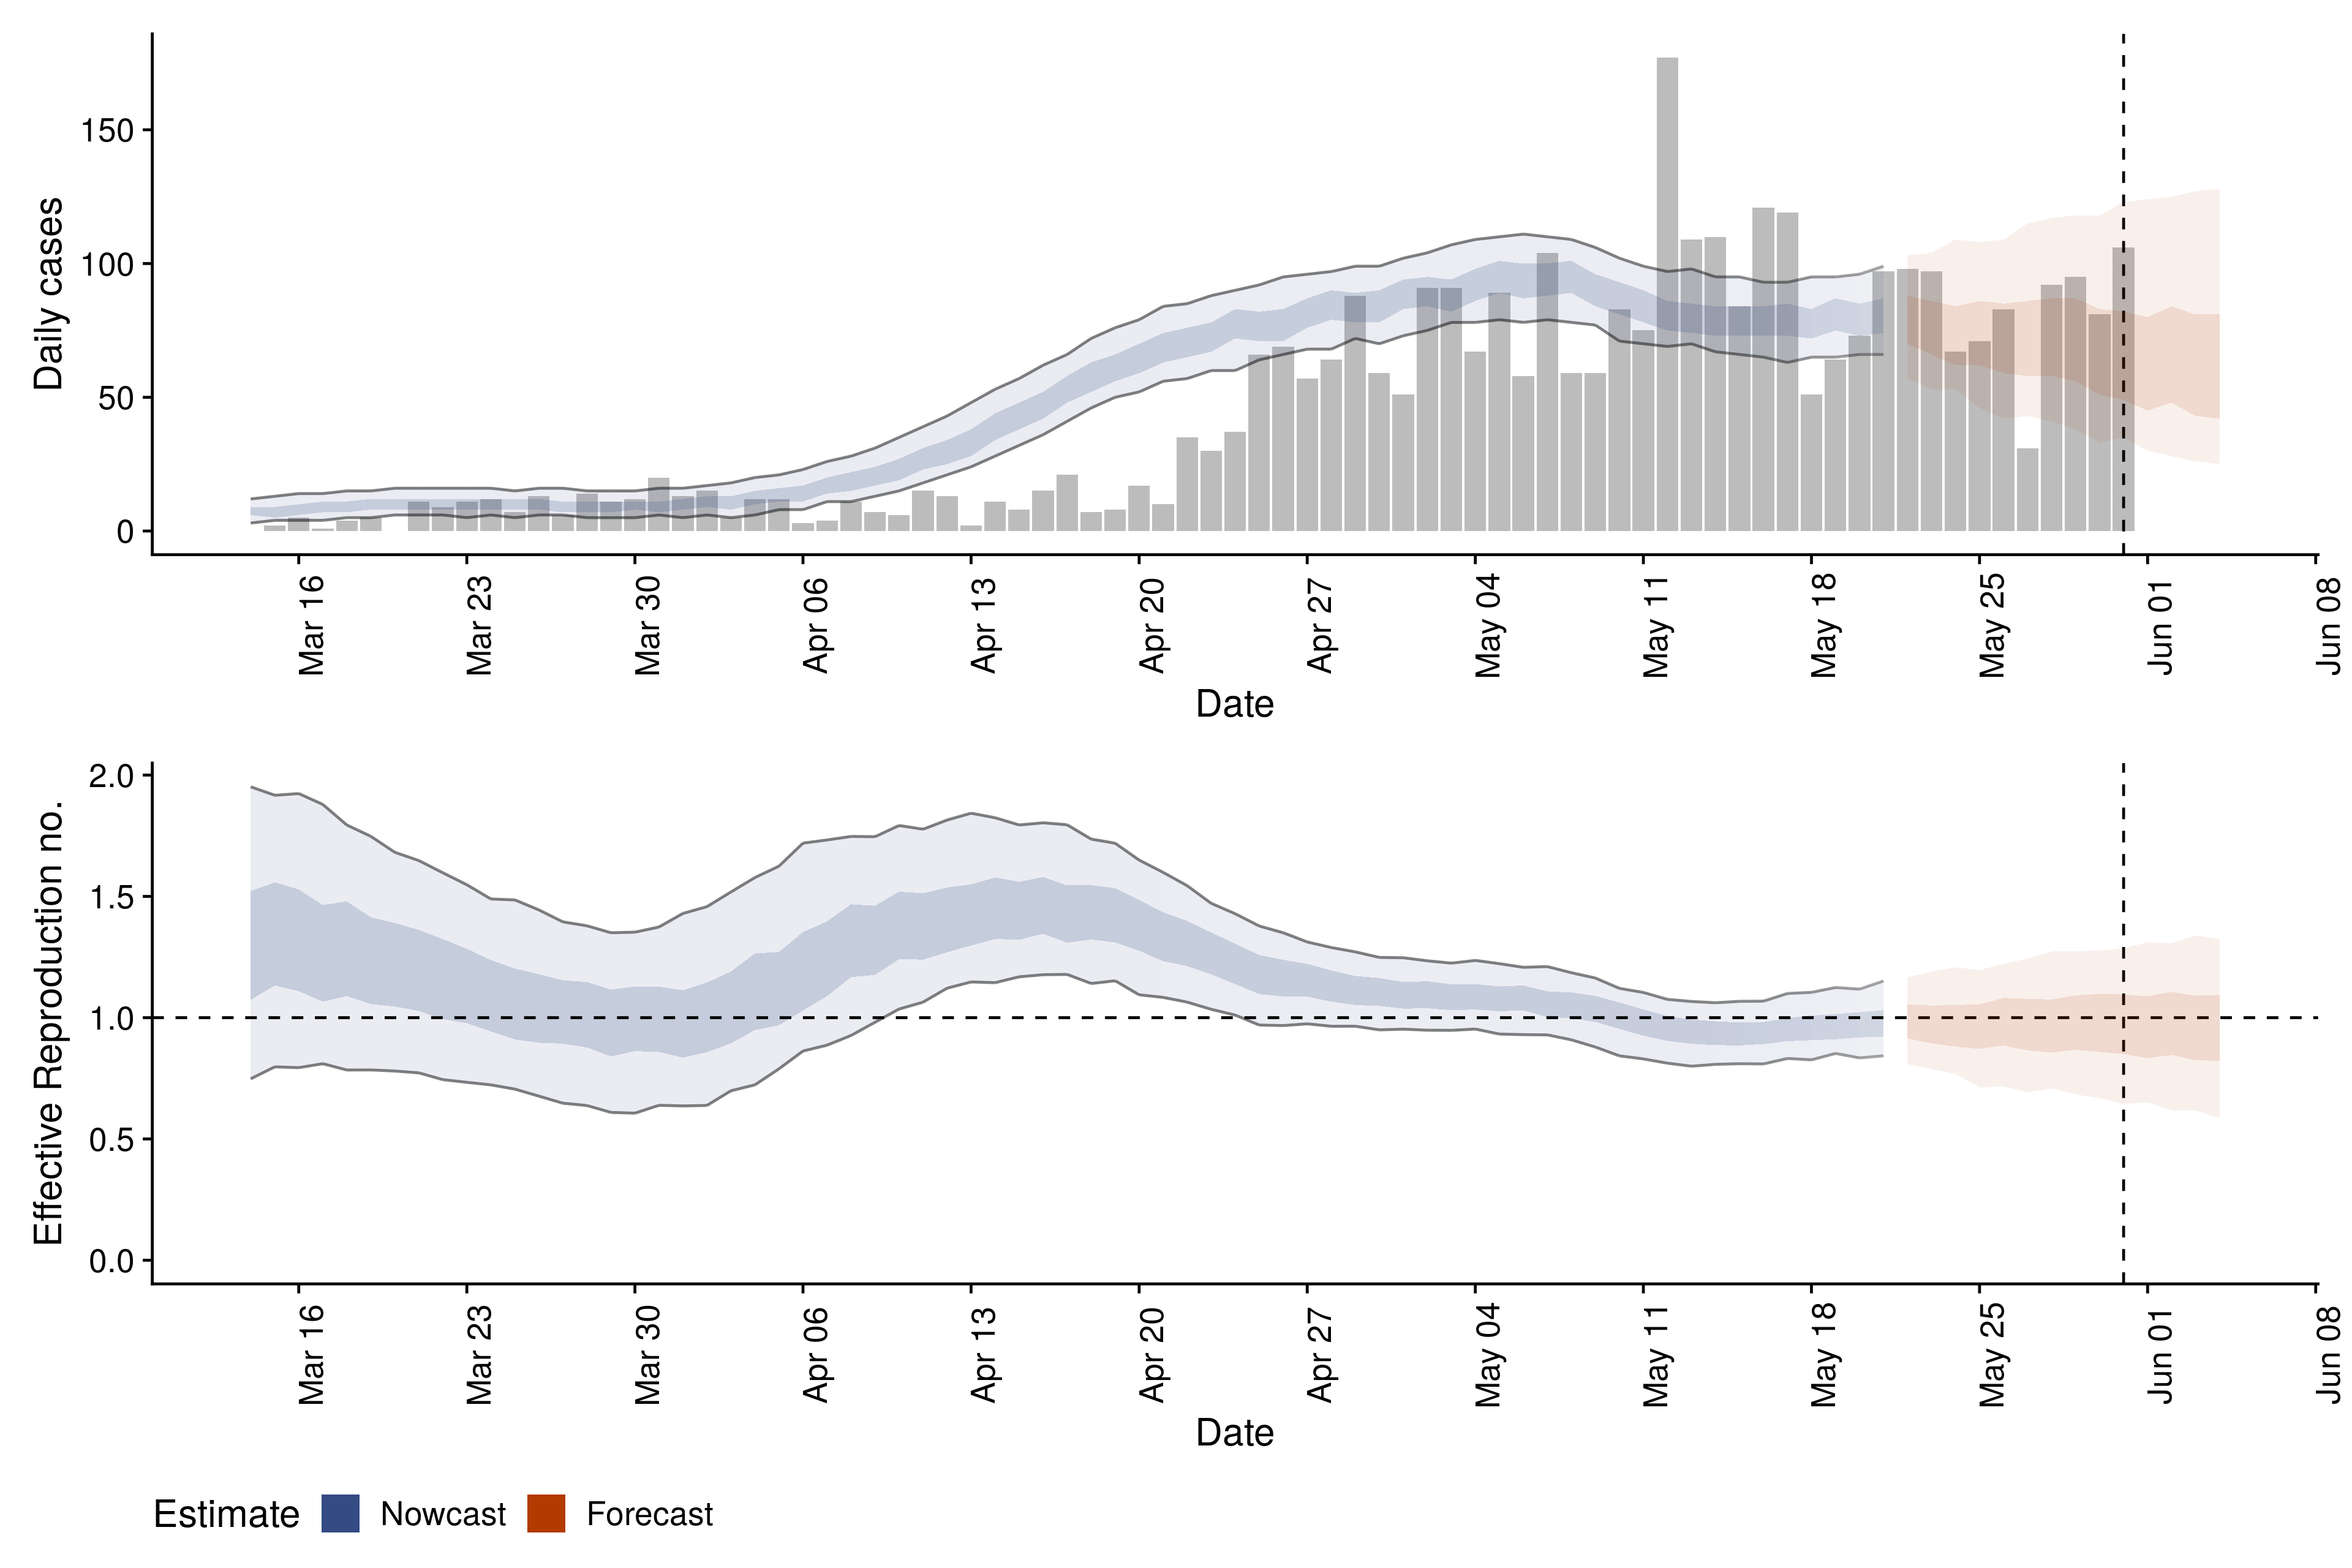 Daily cases
150
100
50
0
Mar 16
Mar 23
Mar 30
Apr 06
Apr 13
Apr 20
Apr 27
May 04
May 11
May 18
May 25
Jun 01
Jun 08
Date
Effective Reproduction no.
2.0
1.5
1.0
0.5
0.0
Mar 16
Mar 23
Mar 30
Apr 06
Apr 13
Apr 20
Apr 27
May 04
May 11
May 18
May 25
Jun 01
Jun 08
Date
Estimate Nowcast Forecast